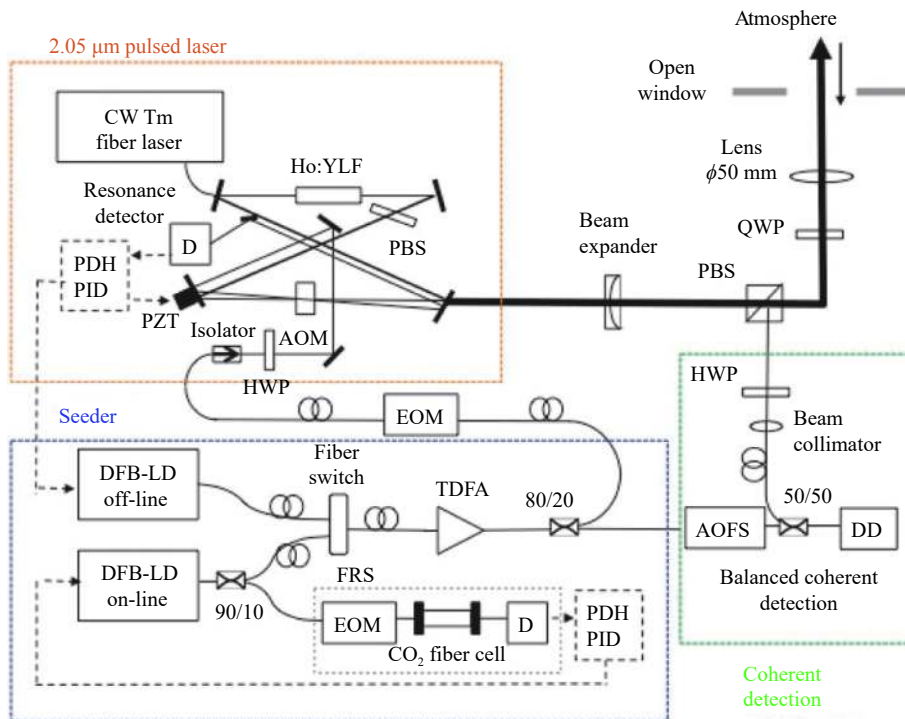 2.05 μm pulsed laser
Atmosphere
Open
window
CW Tm
fiber laser
Ho:YLF
Lens
ϕ50 mm
Resonance
detector
D
PBS
Beam
expander
QWP
PBS
PDH
PID
PZT
Isolator
AOM
HWP
HWP
Seeder
EOM
Beam
collimator
DFB-LD
off-line
Fiber
switch
TDFA
80/20
50/50
AOFS
DD
DFB-LD
on-line
90/10
FRS
Balanced coherent
detection
EOM
D
CO₂ fiber cell
PDH
PID
Coherent
detection